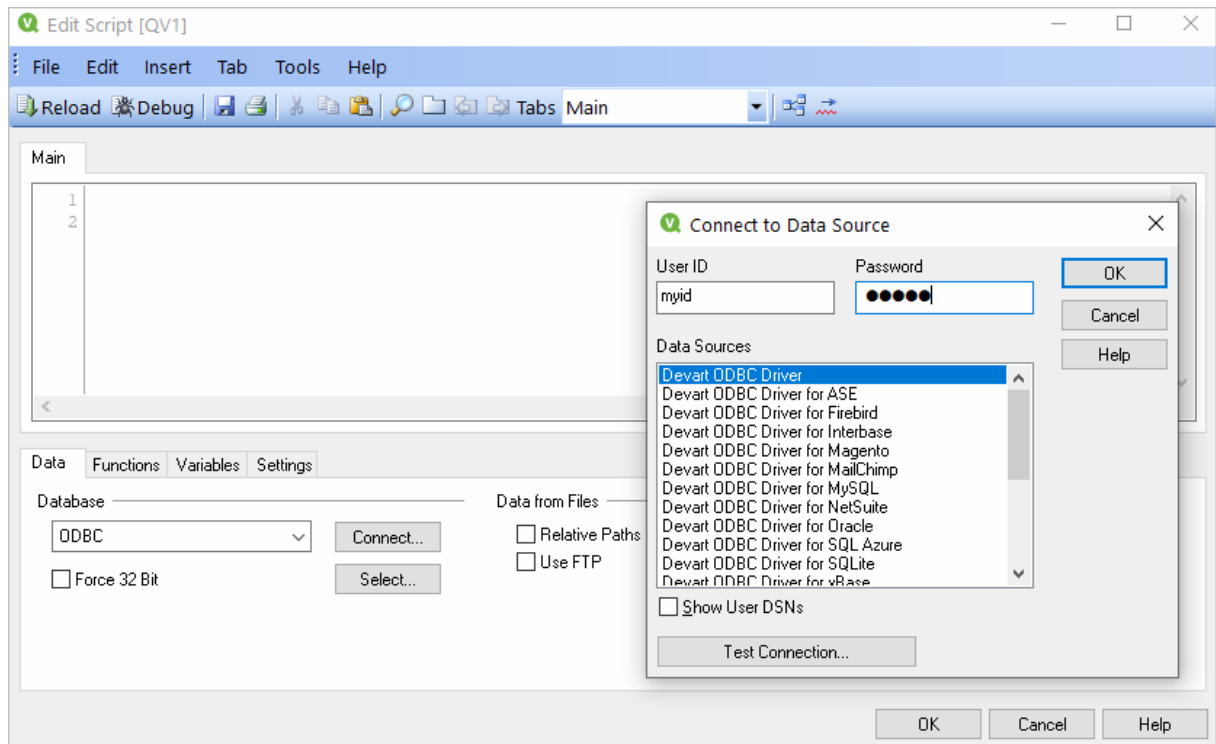 Edit Script [QV1]
File Edit Insert Tab Tools Help
Reload Debug Tabs Main
Main
1
2
Connect to Data Source
User ID Password
myid ●●●●●
OK
Cancel
Help
Data Sources
Devart ODBC Driver
Devart ODBC Driver for ASE
Devart ODBC Driver for Firebird
Devart ODBC Driver for Interbase
Devart ODBC Driver for Magento
Devart ODBC Driver for MailChimp
Devart ODBC Driver for MySQL
Devart ODBC Driver for NetSuite
Devart ODBC Driver for Oracle
Devart ODBC Driver for SQL Azure
Devart ODBC Driver for SQLite
Devart ODBC Driver for xBase
Show User DSNs
Test Connection...
Data Functions Variables Settings
Database Data from Files
ODBC Connect... Relative Paths
Force 32 Bit Select... Use FTP
OK Cancel Help